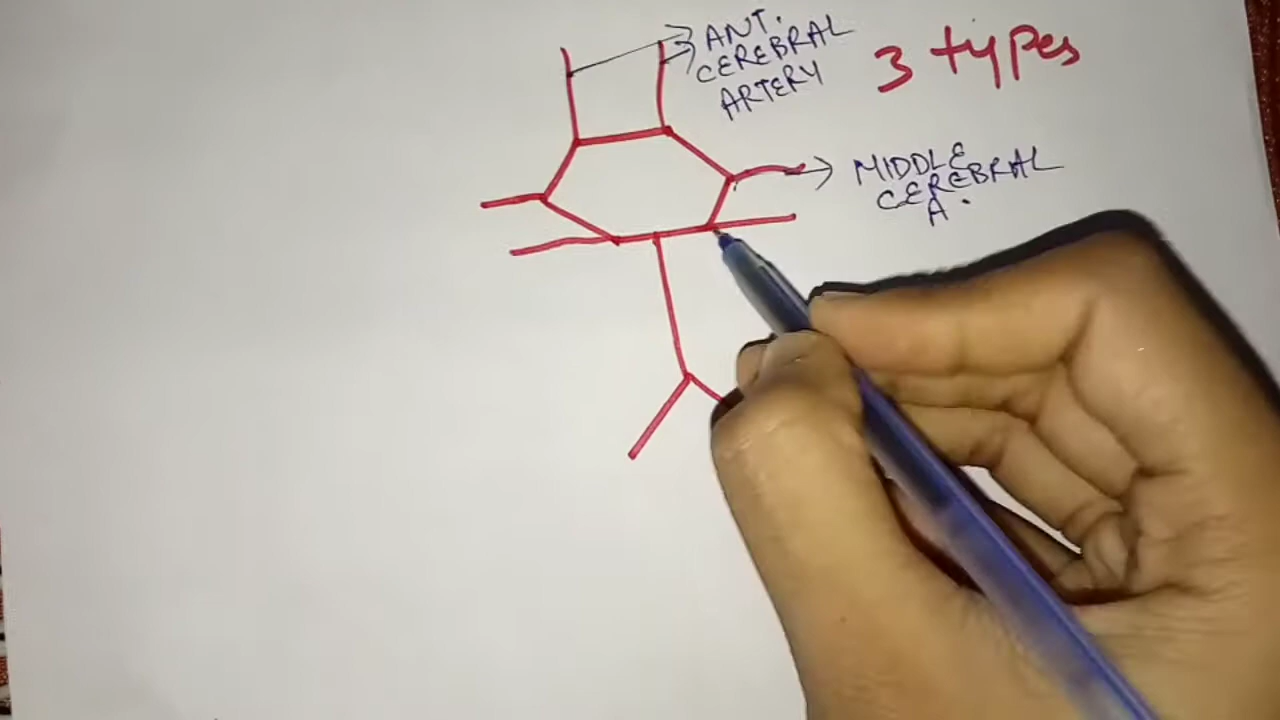 ANT.
CEREBRAL
ARTERY
3 types
MIDDLE
CEREBRAL
A.